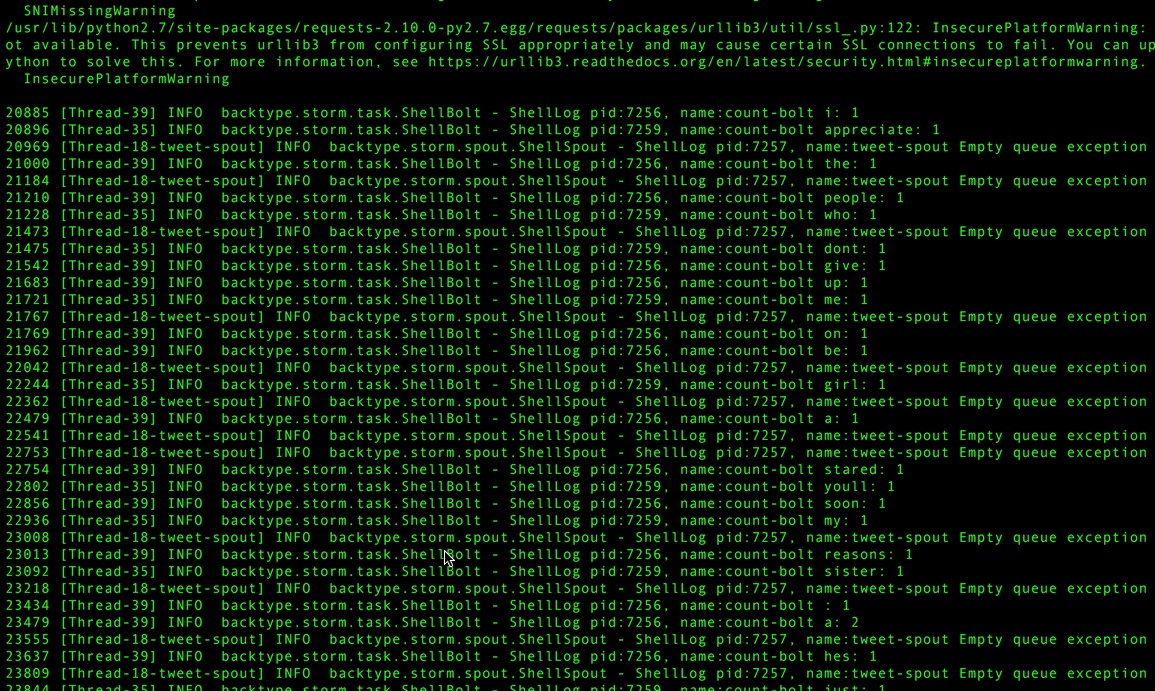 SNIMissingWarning
/usr/lib/python2.7/site-packages/requests-2.10.0-py2.7.egg/requests/packages/urllib3/util/ssl_.py:122: InsecurePlatformWarning:
ot available. This prevents urllib3 from configuring SSL appropriately and may cause certain SSL connections to fail. You can up
ython to solve this. For more information, see https://urllib3.readthedocs.org/en/latest/security.html#insecureplatformwarning.
InsecurePlatformWarning
20885 [Thread-39] INFO  backtype.storm.task.ShellBolt - ShellLog pid:7256, name:count-bolt i: 1
20896 [Thread-35] INFO  backtype.storm.task.ShellBolt - ShellLog pid:7259, name:count-bolt appreciate: 1
20969 [Thread-18-tweet-spout] INFO  backtype.storm.spout.ShellSpout - ShellLog pid:7257, name:tweet-spout Empty queue exception
21000 [Thread-39] INFO  backtype.storm.task.ShellBolt - ShellLog pid:7256, name:count-bolt the: 1
21184 [Thread-18-tweet-spout] INFO  backtype.storm.spout.ShellSpout - ShellLog pid:7257, name:tweet-spout Empty queue exception
21210 [Thread-39] INFO  backtype.storm.task.ShellBolt - ShellLog pid:7256, name:count-bolt people: 1
21228 [Thread-35] INFO  backtype.storm.task.ShellBolt - ShellLog pid:7259, name:count-bolt who: 1
21473 [Thread-18-tweet-spout] INFO  backtype.storm.spout.ShellSpout - ShellLog pid:7257, name:tweet-spout Empty queue exception
21475 [Thread-35] INFO  backtype.storm.task.ShellBolt - ShellLog pid:7259, name:count-bolt dont: 1
21542 [Thread-39] INFO  backtype.storm.task.ShellBolt - ShellLog pid:7256, name:count-bolt give: 1
21683 [Thread-39] INFO  backtype.storm.task.ShellBolt - ShellLog pid:7256, name:count-bolt up: 1
21721 [Thread-35] INFO  backtype.storm.task.ShellBolt - ShellLog pid:7259, name:count-bolt me: 1
21767 [Thread-18-tweet-spout] INFO  backtype.storm.spout.ShellSpout - ShellLog pid:7257, name:tweet-spout Empty queue exception
21769 [Thread-39] INFO  backtype.storm.task.ShellBolt - ShellLog pid:7256, name:count-bolt on: 1
21962 [Thread-39] INFO  backtype.storm.task.ShellBolt - ShellLog pid:7256, name:count-bolt be: 1
22042 [Thread-18-tweet-spout] INFO  backtype.storm.spout.ShellSpout - ShellLog pid:7257, name:tweet-spout Empty queue exception
22244 [Thread-35] INFO  backtype.storm.task.ShellBolt - ShellLog pid:7259, name:count-bolt girl: 1
22362 [Thread-18-tweet-spout] INFO  backtype.storm.spout.ShellSpout - ShellLog pid:7257, name:tweet-spout Empty queue exception
22479 [Thread-39] INFO  backtype.storm.task.ShellBolt - ShellLog pid:7256, name:count-bolt a: 1
22541 [Thread-18-tweet-spout] INFO  backtype.storm.spout.ShellSpout - ShellLog pid:7257, name:tweet-spout Empty queue exception
22753 [Thread-18-tweet-spout] INFO  backtype.storm.spout.ShellSpout - ShellLog pid:7257, name:tweet-spout Empty queue exception
22754 [Thread-39] INFO  backtype.storm.task.ShellBolt - ShellLog pid:7256, name:count-bolt stared: 1
22802 [Thread-35] INFO  backtype.storm.task.ShellBolt - ShellLog pid:7259, name:count-bolt youll: 1
22856 [Thread-39] INFO  backtype.storm.task.ShellBolt - ShellLog pid:7256, name:count-bolt soon: 1
22936 [Thread-35] INFO  backtype.storm.task.ShellBolt - ShellLog pid:7259, name:count-bolt my: 1
23008 [Thread-18-tweet-spout] INFO  backtype.storm.spout.ShellSpout - ShellLog pid:7257, name:tweet-spout Empty queue exception
23013 [Thread-39] INFO  backtype.storm.task.ShellBolt - ShellLog pid:7256, name:count-bolt reasons: 1
23092 [Thread-35] INFO  backtype.storm.task.ShellBolt - ShellLog pid:7259, name:count-bolt sister: 1
23218 [Thread-18-tweet-spout] INFO  backtype.storm.spout.ShellSpout - ShellLog pid:7257, name:tweet-spout Empty queue exception
23434 [Thread-39] INFO  backtype.storm.task.ShellBolt - ShellLog pid:7256, name:count-bolt : 1
23479 [Thread-39] INFO  backtype.storm.task.ShellBolt - ShellLog pid:7256, name:count-bolt a: 2
23555 [Thread-18-tweet-spout] INFO  backtype.storm.spout.ShellSpout - ShellLog pid:7257, name:tweet-spout Empty queue exception
23637 [Thread-39] INFO  backtype.storm.task.ShellBolt - ShellLog pid:7256, name:count-bolt hes: 1
23809 [Thread-18-tweet-spout] INFO  backtype.storm.spout.ShellSpout - ShellLog pid:7257, name:tweet-spout Empty queue exception
23844 [Thread-35] INFO  backtype.storm.task.ShellBolt - ShellLog pid:7259, name:count-bolt just: 1